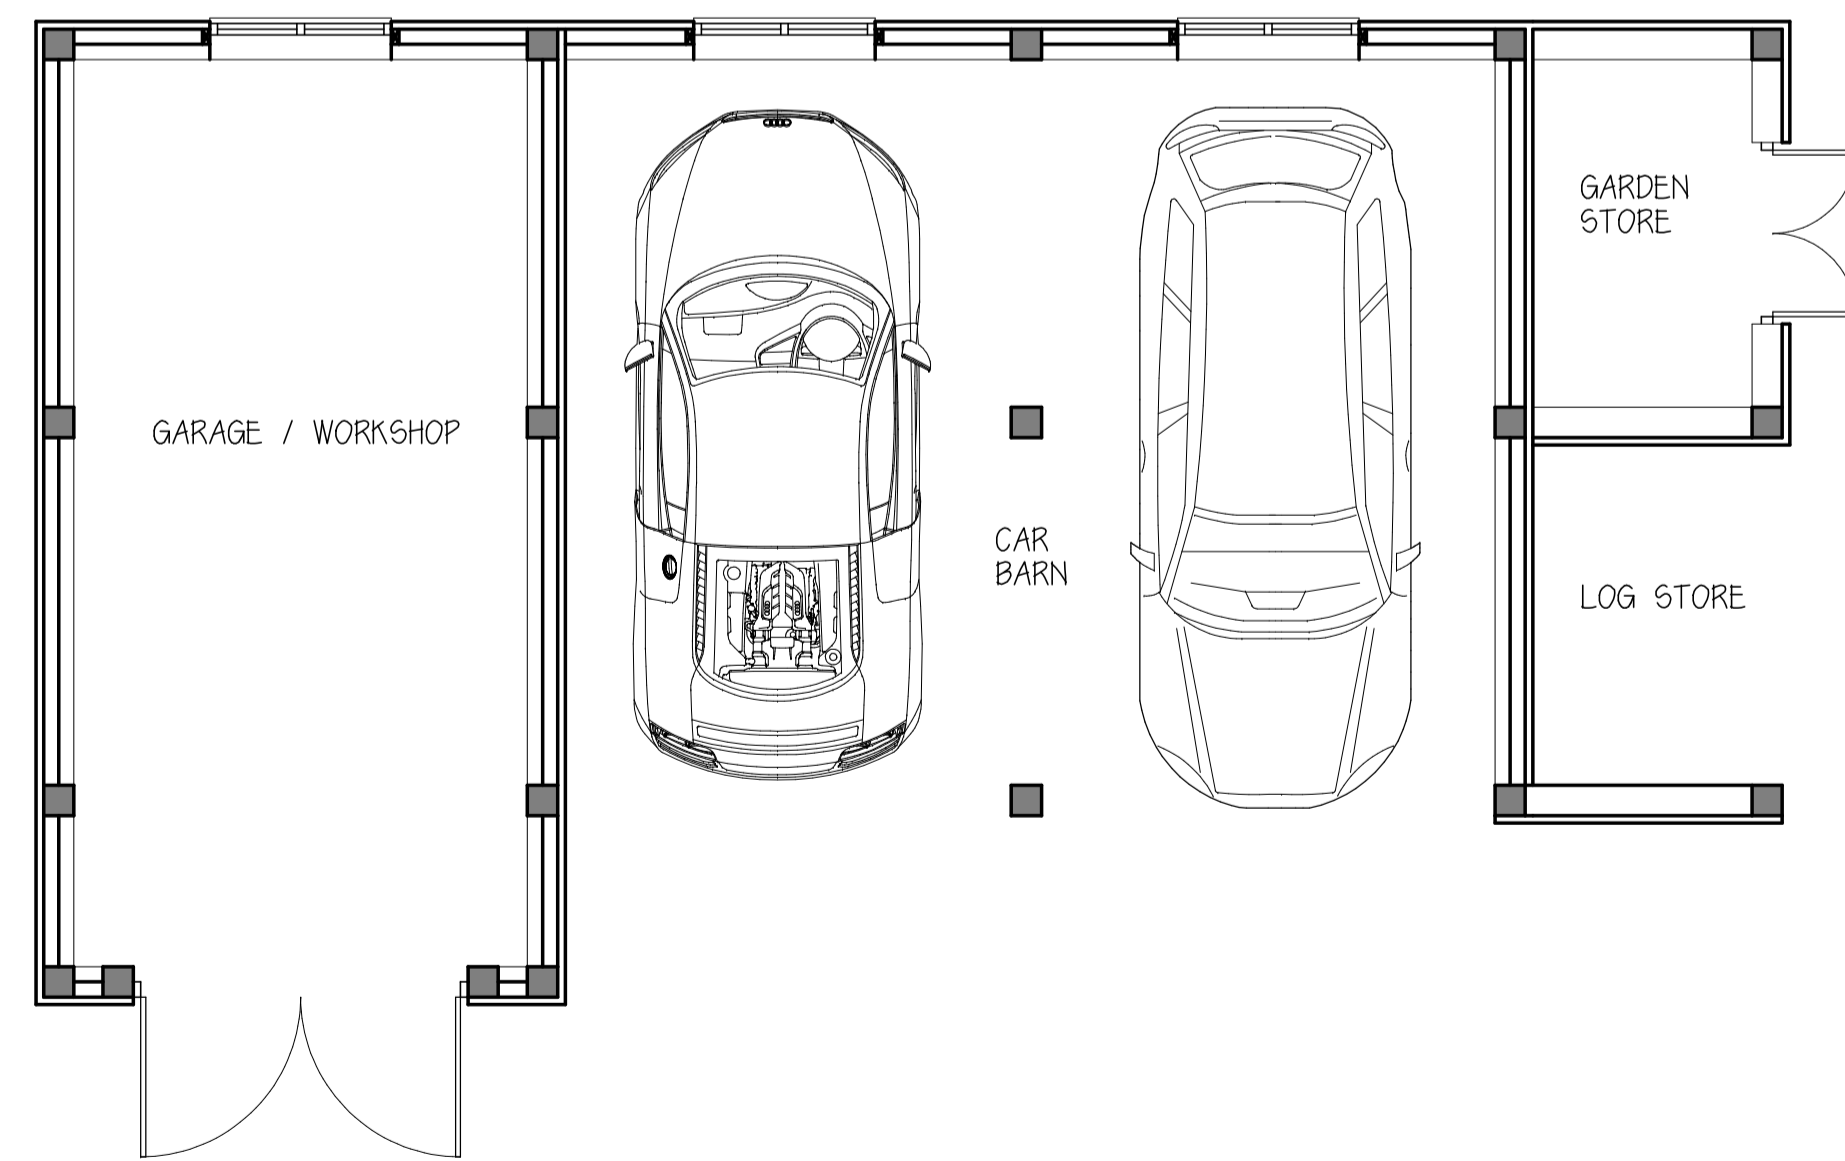 GARDEN
STORE
GARAGE / WORKSHOP
CAR
BARN
LOG STORE